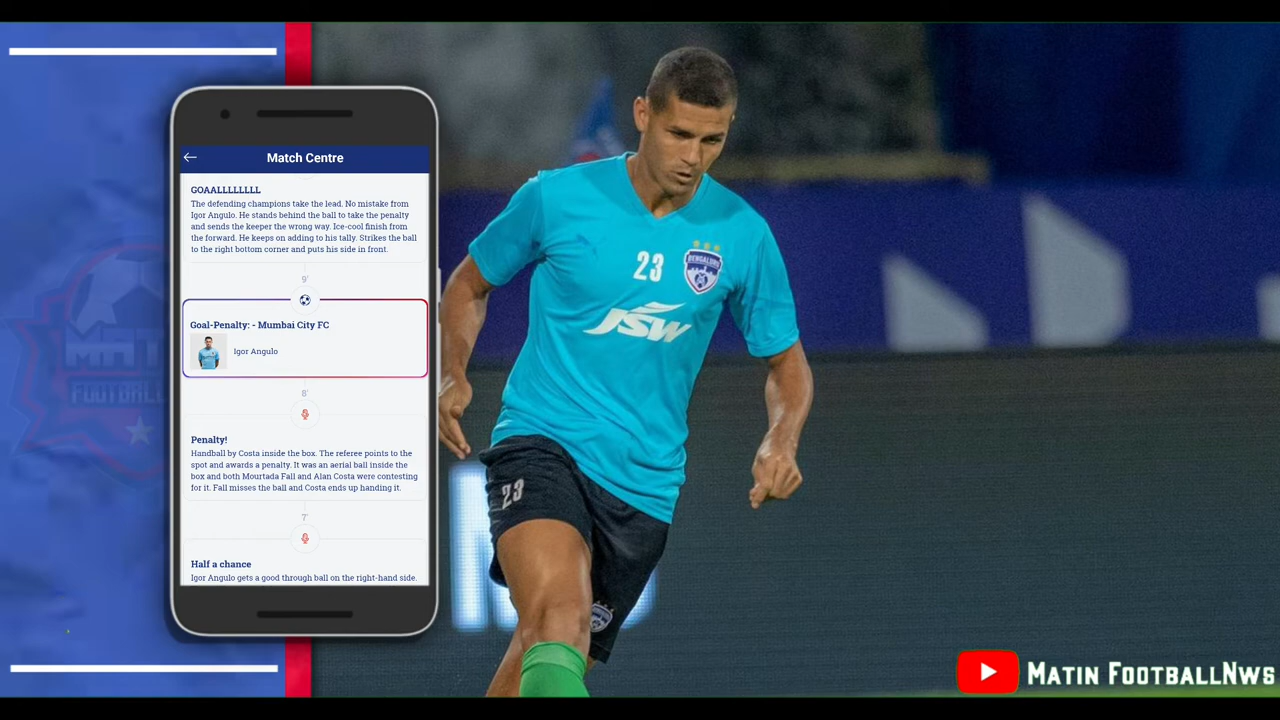 Match Centre
GOAALLLLLLL
The defending champions take the lead. No mistake from
Igor Angulo. He stands behind the ball to take the penalty
and sends the keeper the wrong way. Ice-cool finish from
the forward. He keeps on adding to his tally. Strikes the ball
to the right bottom corner and puts his side in front.
9'
Goal-Penalty: - Mumbai City FC
Igor Angulo
8'
Penalty!
Handball by Costa inside the box. The referee points to the
spot and awards a penalty. It was an aerial ball inside the
box and both Mourtada Fall and Alan Costa were contesting
for it. Fall misses the ball and Costa ends up handing it.
7'
Half a chance
Igor Angulo gets a good through ball on the right-hand side.
FOOTBALL
23
BENGALURU
JSW
23
Matin FootballNws